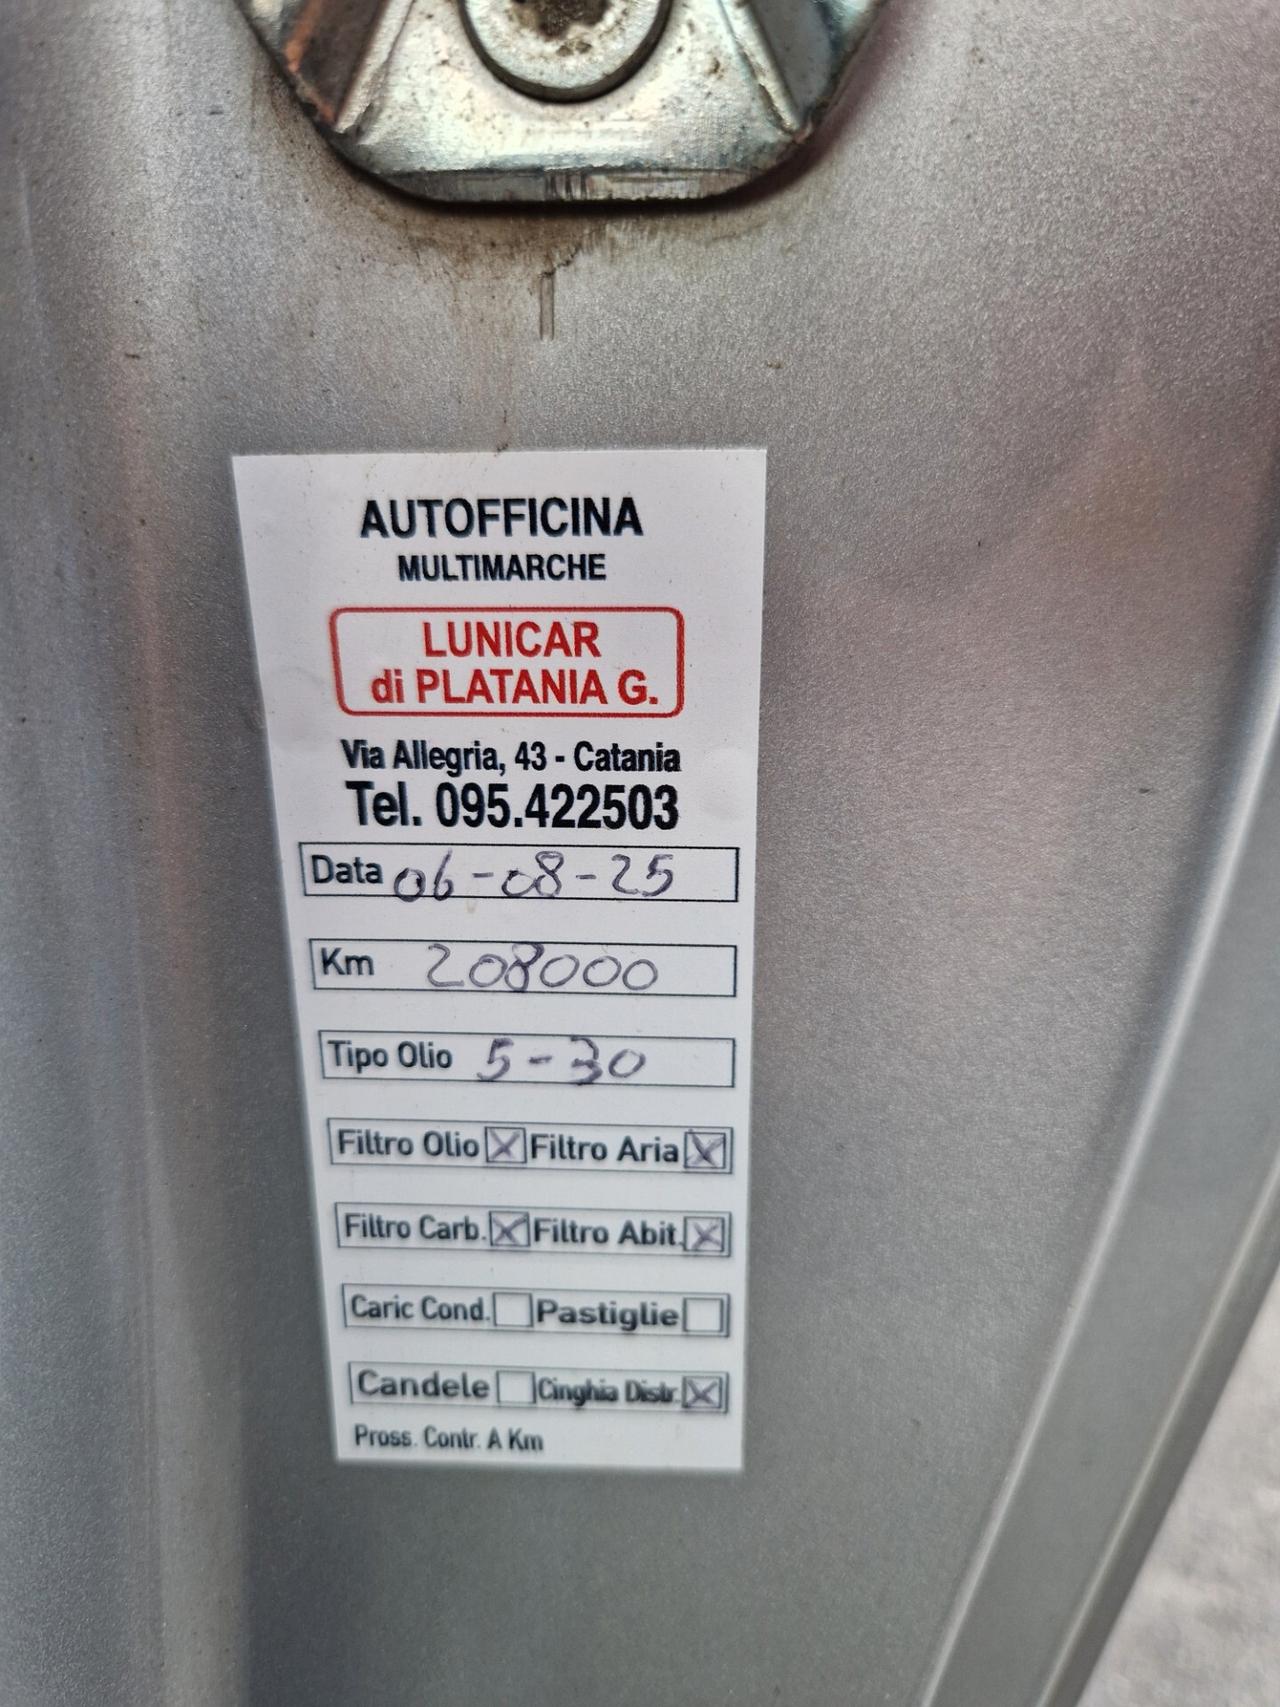 AUTOFFICINA
MULTIMARCHE
LUNICAR
di PLATANIA G.
Via Allegria, 43 - Catania
Tel. 095.422503
Data 06-08-25
Km 208000
Tipo Olio 5-30
Filtro Olio X Filtro Aria X
Filtro Carb. X Filtro Abit. X
Caric Cond. Pastiglie
Candele Cinghia Distr. X
Pross. Contr. A Km